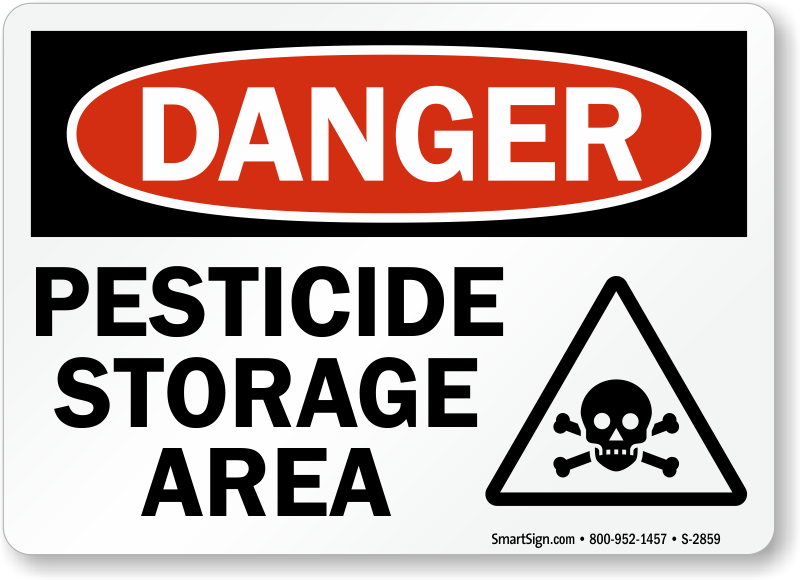 DANGER
PESTICIDE
STORAGE
AREA
SmartSign.com • 800-952-1457 • S-2859